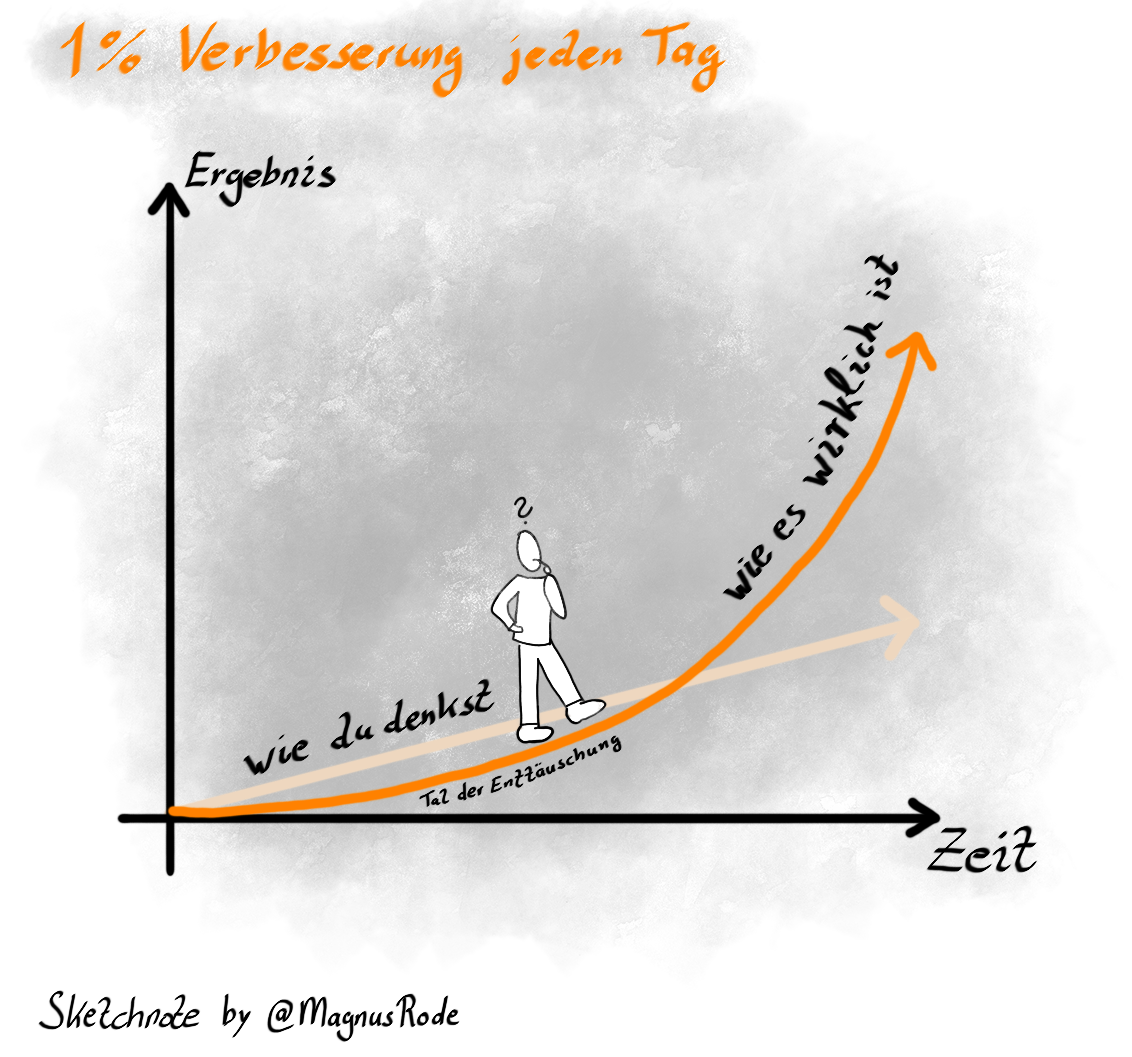 1% Verbesserung jeden Tag
Ergebnis
wie es wirklich ist
?
wie du denkst
Tal der Enttäuschung
Zeit
Sketchnote by @MagnusRode